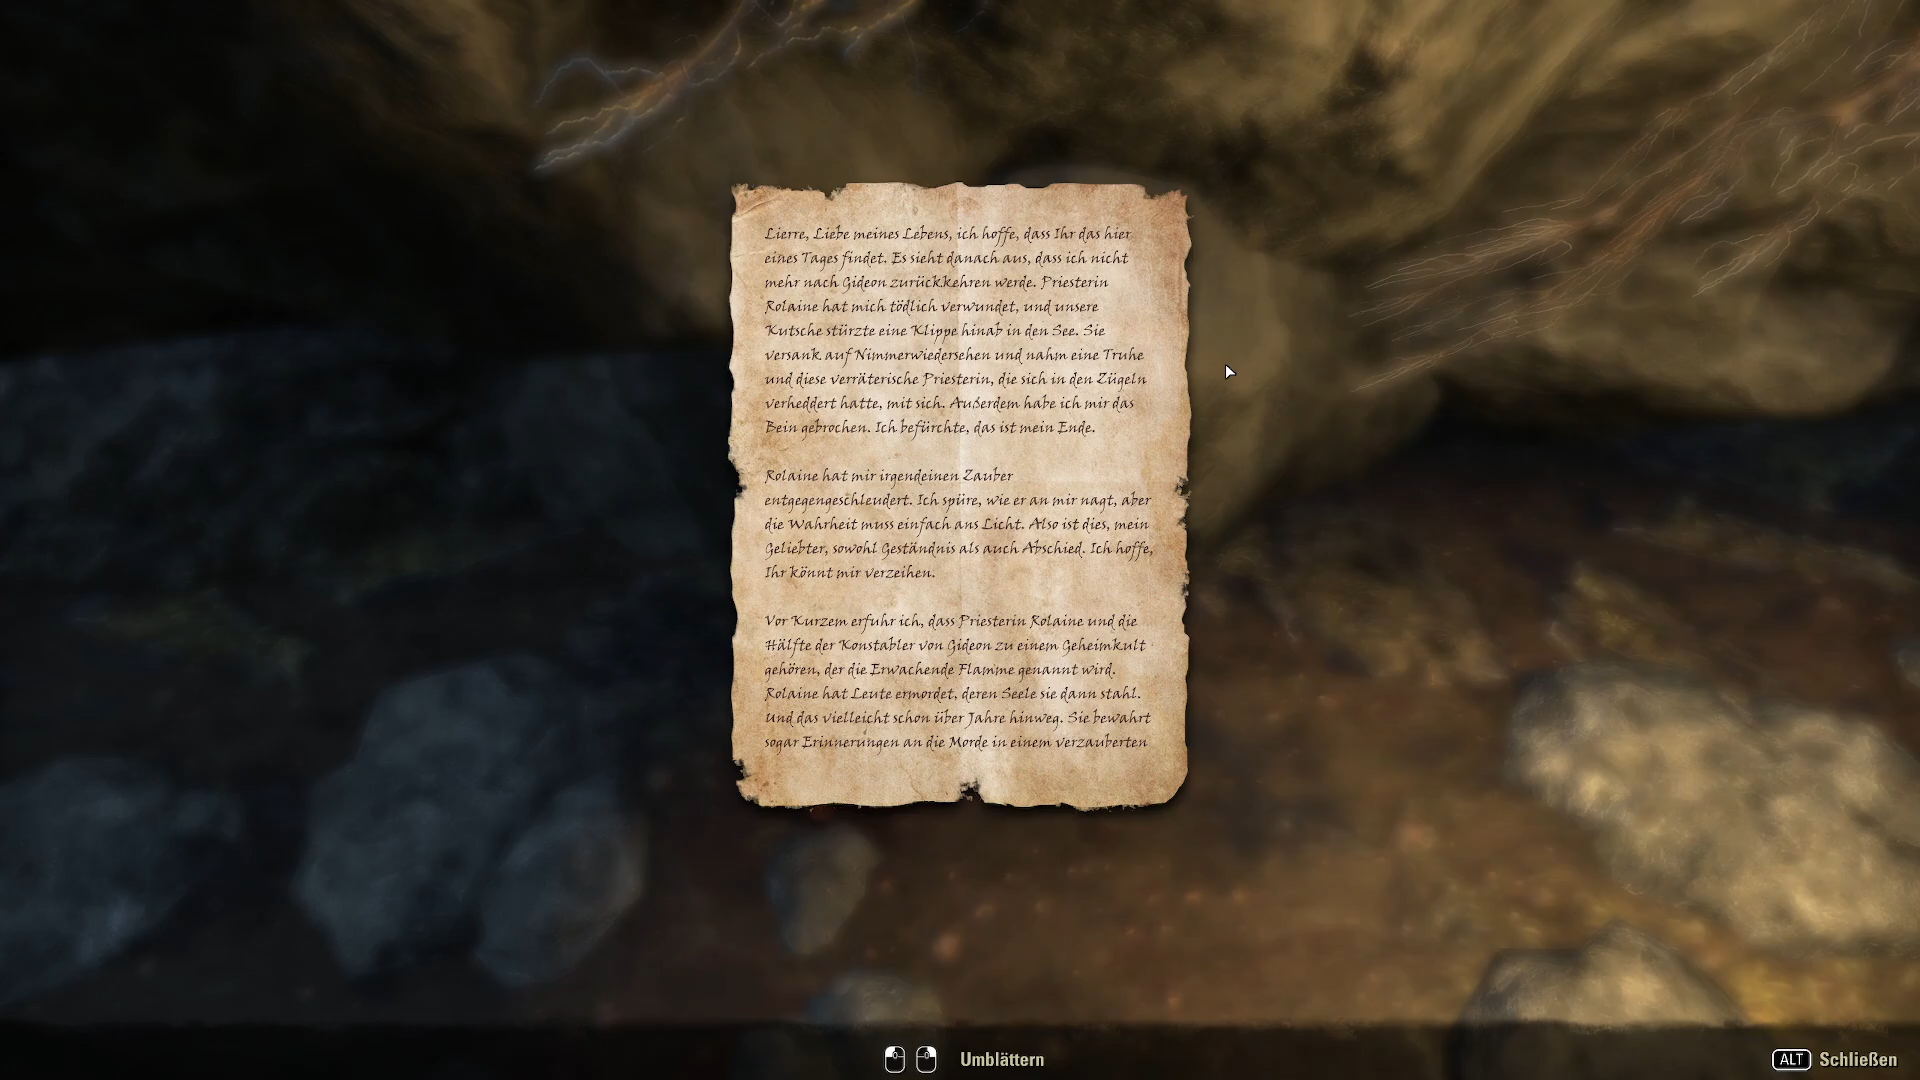 Lierre, Liebe meines Lebens, ich hoffe, dass Ihr das hier
eines Tages findet. Es sieht danach aus, dass ich nicht
mehr nach Gideon zurückkehren werde. Priesterin
Rolaine hat mich tödlich verwundet, und unsere
Kutsche stürzte eine Klippe hinab in den See. Sie
versank auf Nimmerwiedersehen und nahm eine Truhe
und diese verräterische Priesterin, die sich in den Zügeln
verheddert hatte, mit sich. Außerdem habe ich mir das
Bein gebrochen. Ich befürchte, das ist mein Ende.

Rolaine hat mir irgendeinen Zauber
entgegengeschleudert. Ich spüre, wie er an mir nagt, aber
die Wahrheit muss einfach ans Licht. Also ist dies, mein
Geliebter, sowohl Geständnis als auch Abschied. Ich hoffe,
Ihr könnt mir verzeihen.

Vor Kurzem erfuhr ich, dass Priesterin Rolaine und die
Hälfte der Konstabler von Gideon zu einem Geheimkult
gehören, der die Erwachende Flamme genannt wird.
Rolaine hat Leute ermordet, deren Seele sie dann stahl.
Und das vielleicht schon über Jahre hinweg. Sie bewahrt
sogar Erinnerungen an die Morde in einem verzauberten
Umblättern
ALT Schließen